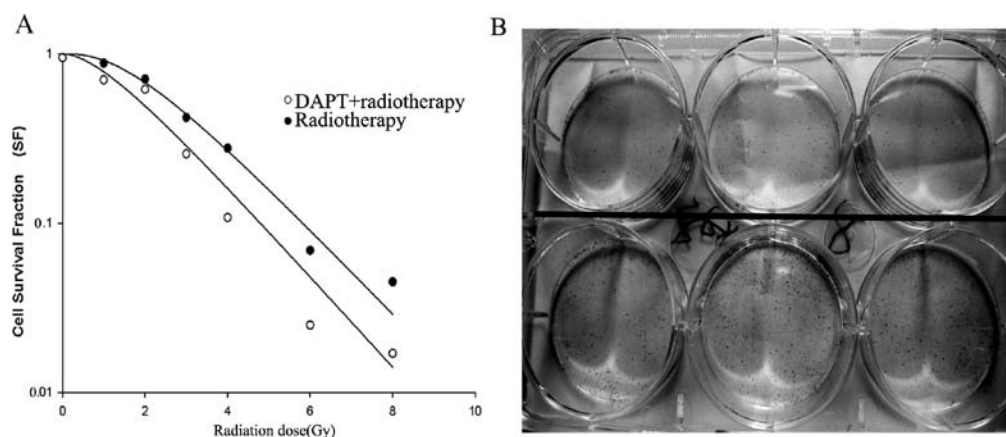 A
B
1
0.1
0.01
Cell Survival Fraction (SF)
DAPT+radiotherapy
Radiotherapy
0
2
4
6
8
10
Radiation dose(Gy)
8